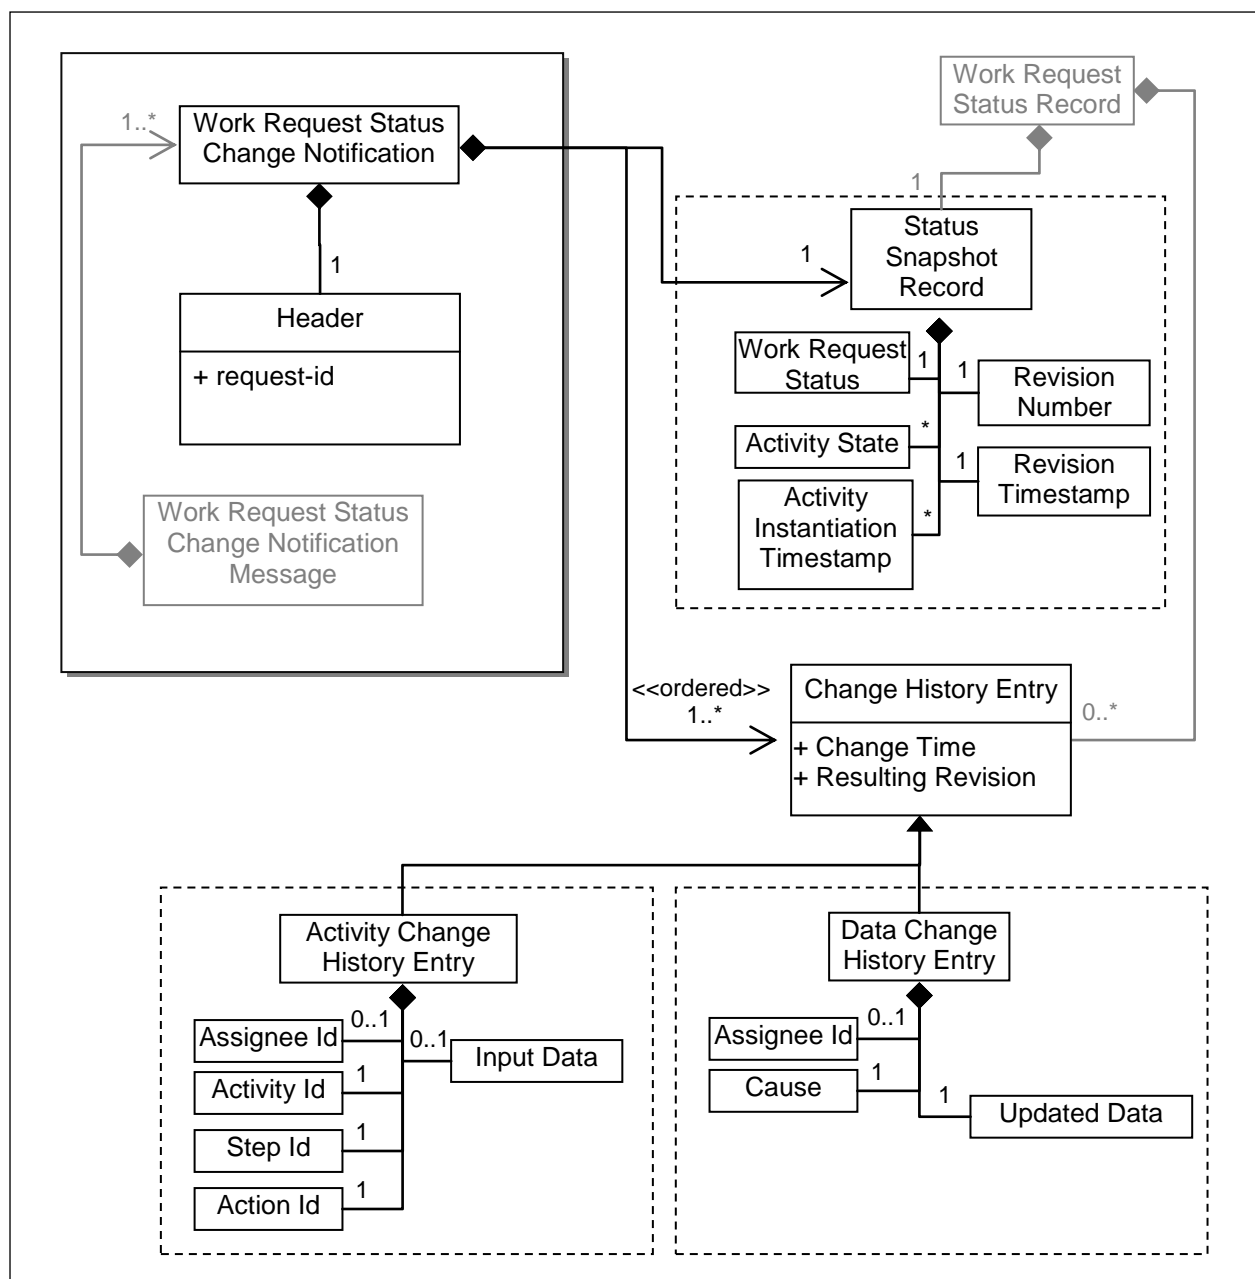 1..*
Work Request Status
Change Notification
1
Header
+ request-id
Work Request Status
Change Notification
Message
Work Request
Status Record
1
1
Status
Snapshot
Record
Work Request
Status
1
1
Revision
Number
Activity State
*
1
Revision
Timestamp
Activity
Instantiation
Timestamp
*
<<ordered>>
1..*
Change History Entry
+ Change Time
+ Resulting Revision
0..*
Activity Change
History Entry
Assignee Id
0..1
0..1
Input Data
Activity Id
1
Step Id
1
Action Id
1
Data Change
History Entry
Assignee Id
0..1
Cause
1
1
Updated Data